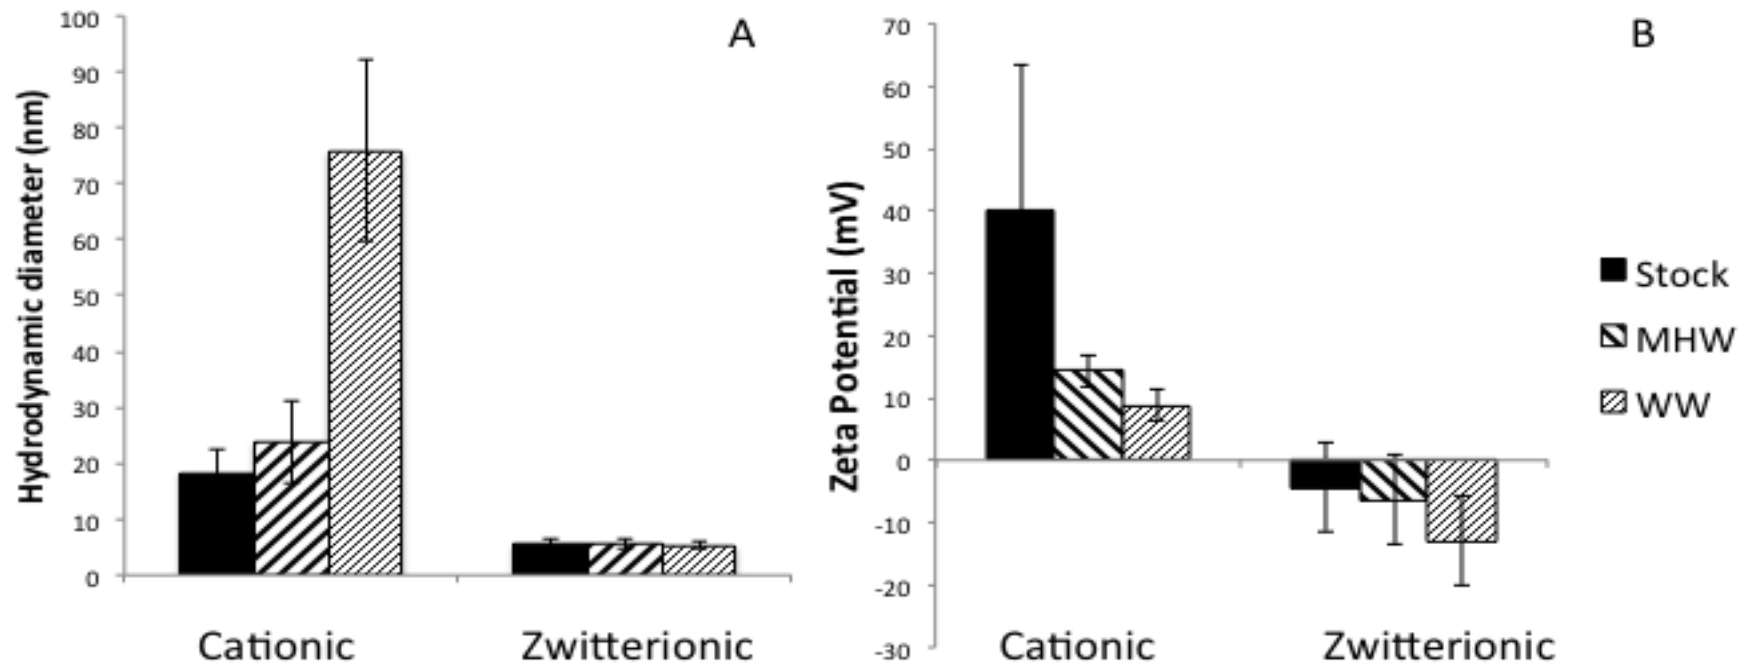 A
Hydrodynamic diameter (nm)
100
90
80
70
60
50
40
30
20
10
0
Cationic
Zwitterionic
B
Zeta Potential (mV)
70
60
50
40
30
20
10
0
-10
-20
-30
Cationic
Zwitterionic
Stock
MHW
WW